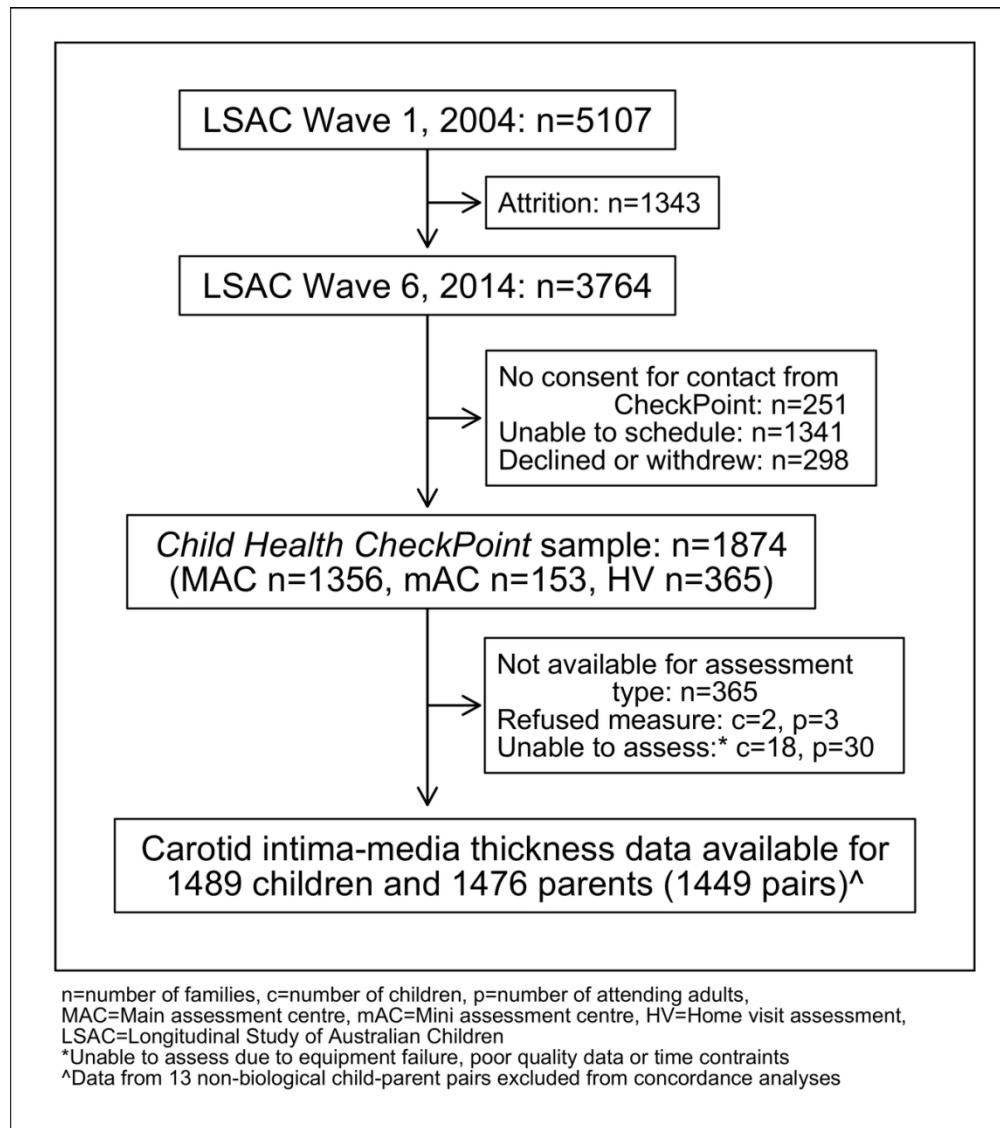 LSAC Wave 1, 2004: n=5107
Attrition: n=1343
LSAC Wave 6, 2014: n=3764
No consent for contact from
CheckPoint: n=251
Unable to schedule: n=1341
Declined or withdrew: n=298
Child Health CheckPoint sample: n=1874
(MAC n=1356, mAC n=153, HV n=365)
Not available for assessment
type: n=365
Refused measure: c=2, p=3
Unable to assess:* c=18, p=30
Carotid intima-media thickness data available for
1489 children and 1476 parents (1449 pairs)^
n=number of families, c=number of children, p=number of attending adults,
MAC=Main assessment centre, mAC=Mini assessment centre, HV=Home visit assessment,
LSAC=Longitudinal Study of Australian Children
*Unable to assess due to equipment failure, poor quality data or time contraints
^Data from 13 non-biological child-parent pairs excluded from concordance analyses